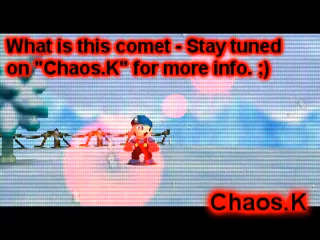 What is this comet - Stay tuned
on "Chaos.K" for more info. ;)
Chaos.K